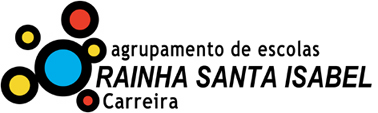 agrupamento de escolas
RAINHA SANTA ISABEL
Carreira